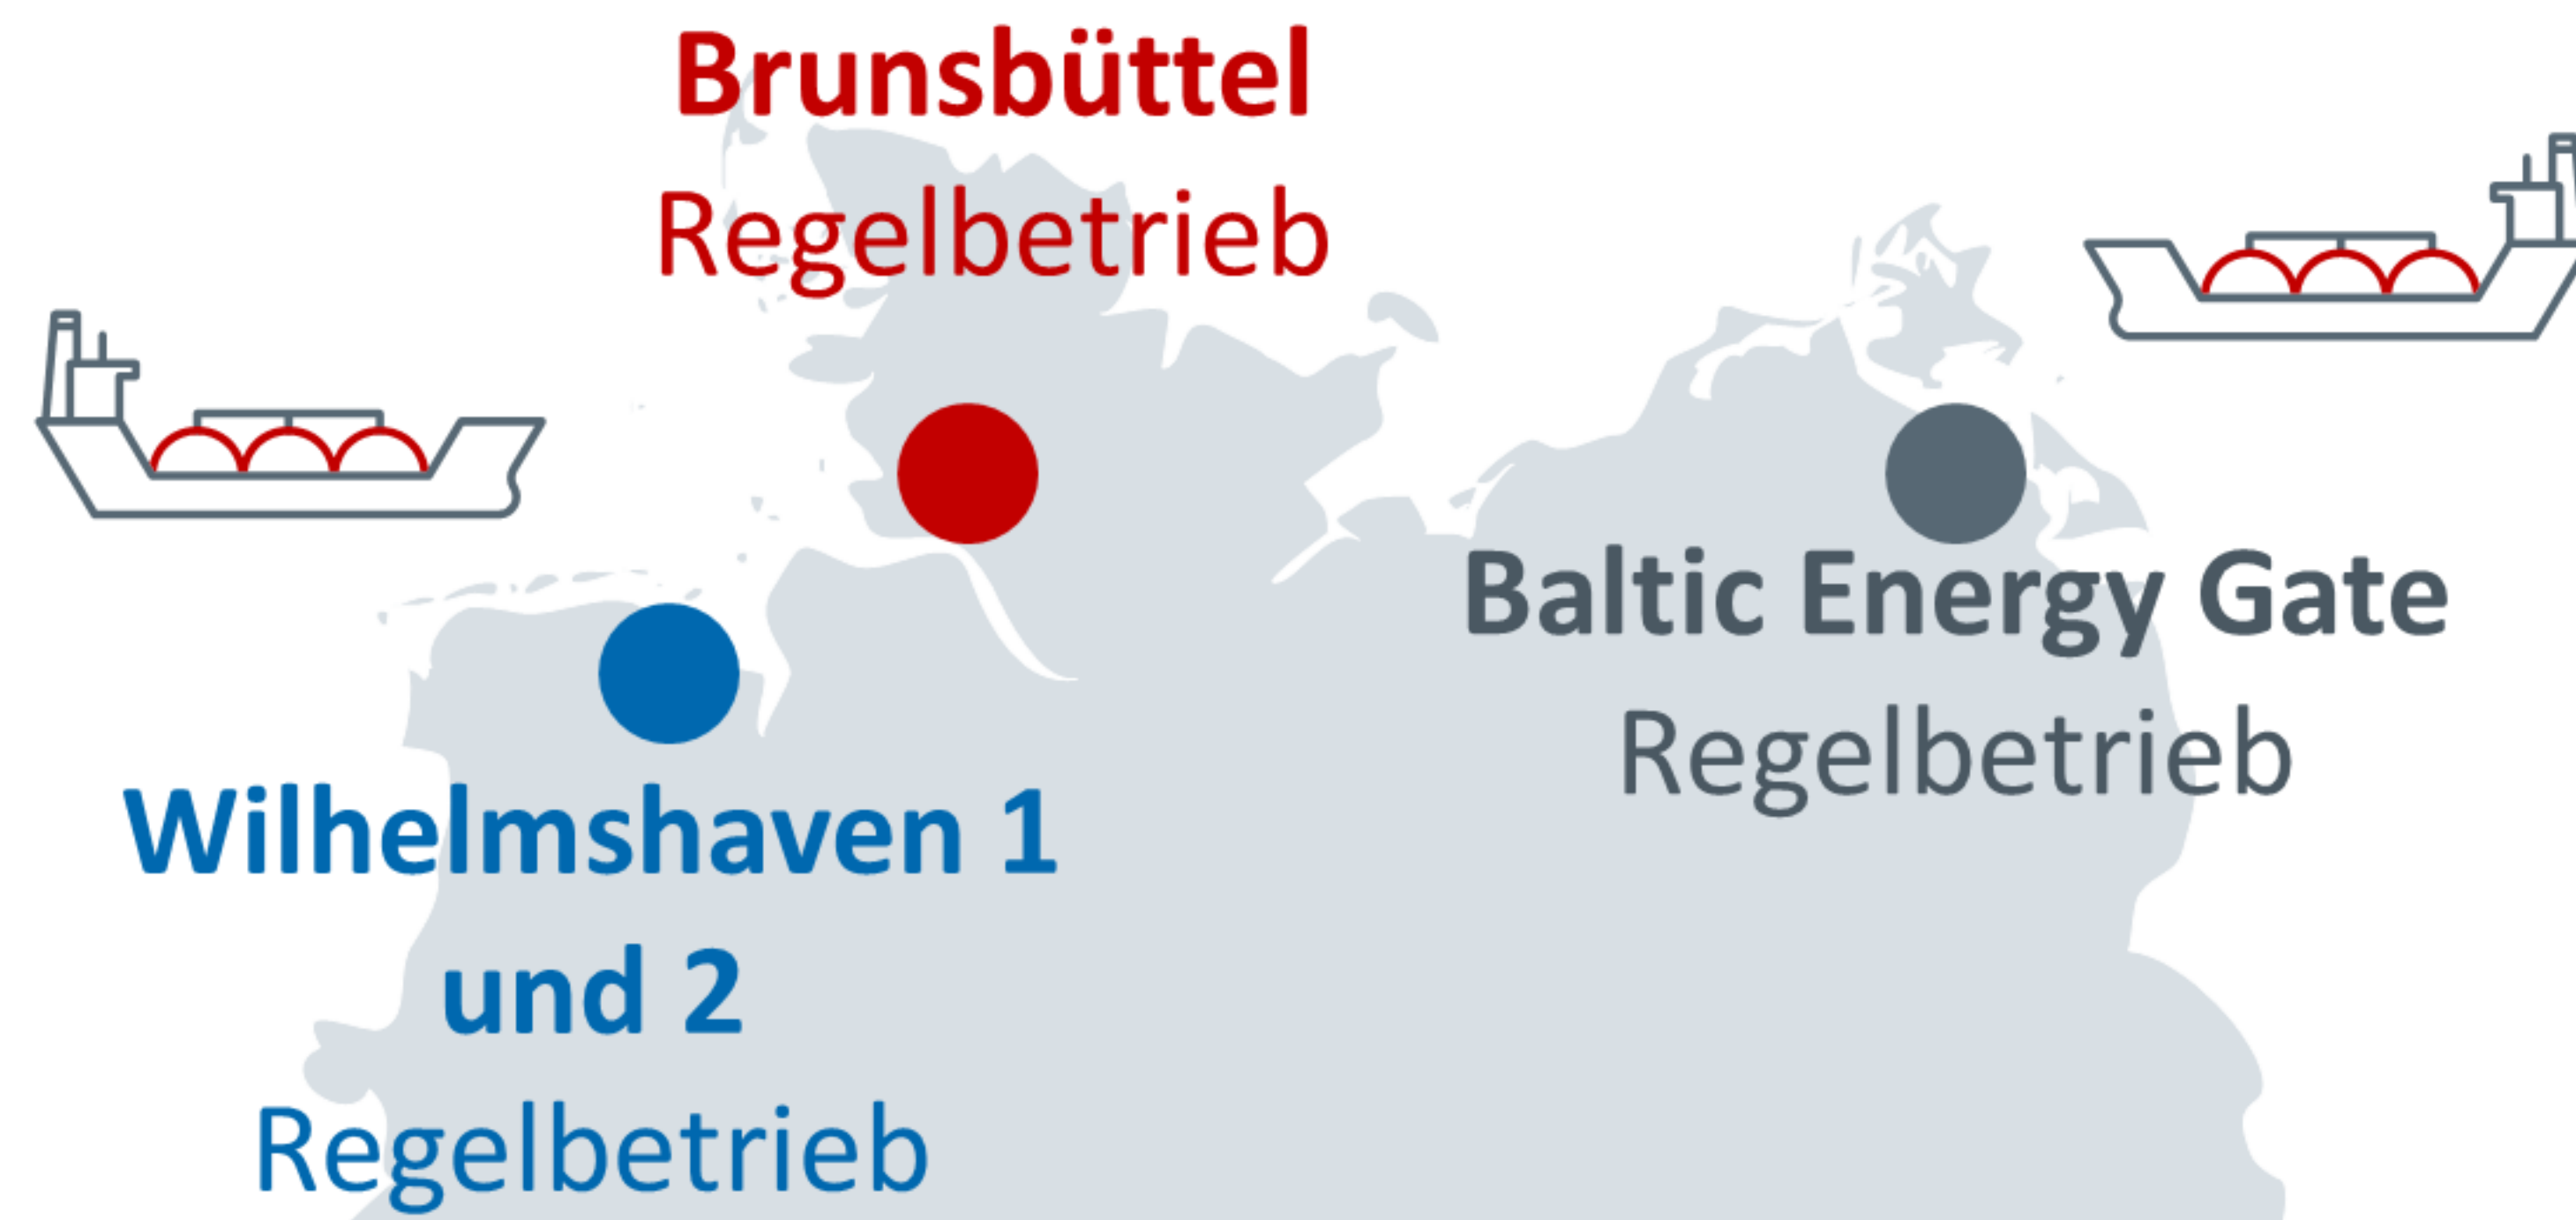 Brunsbüttel
Regelbetrieb
Baltic Energy Gate
Regelbetrieb
Wilhelmshaven 1
und 2
Regelbetrieb